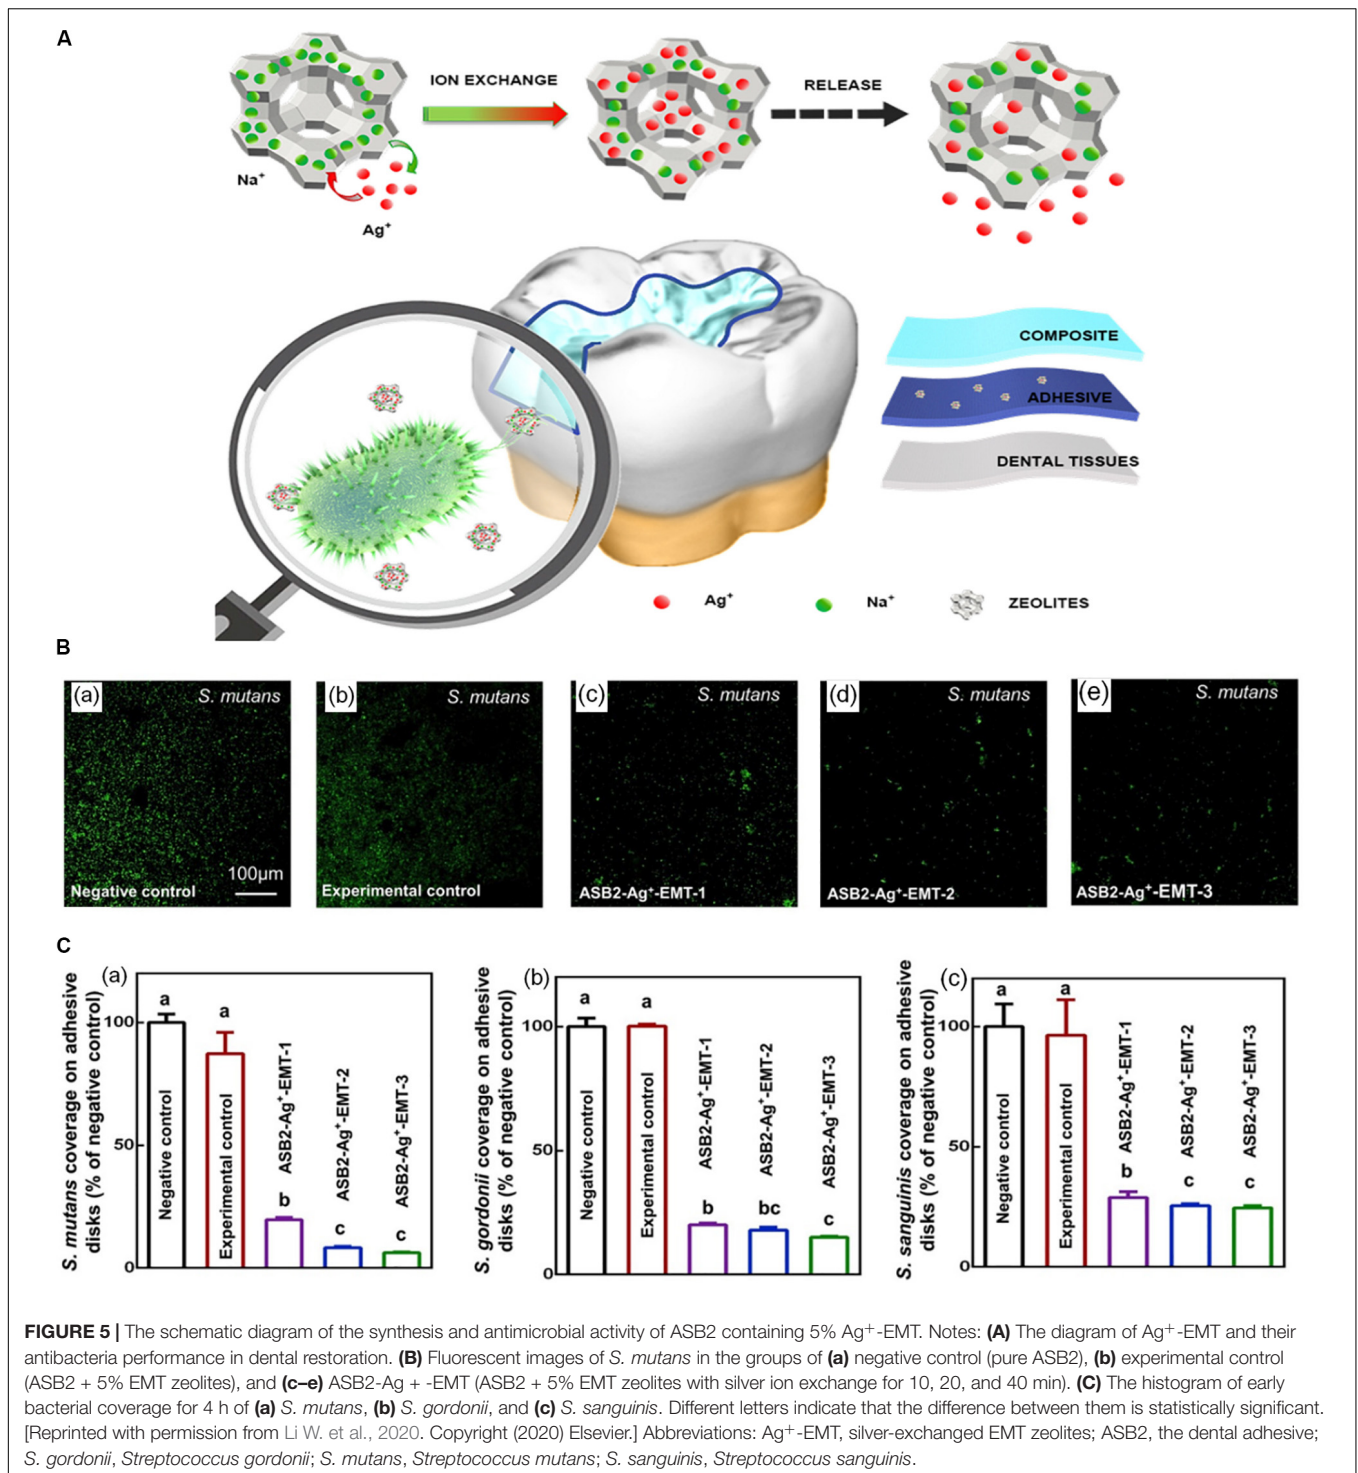 A
ION EXCHANGE
RELEASE
Na⁺
Ag⁺
COMPOSITE
ADHESIVE
DENTAL TISSUES
Ag⁺ Na⁺ ZEOLITES
B
(a) S. mutans
Negative control 100μm
(b) S. mutans
Experimental control
(c) S. mutans
ASB2-Ag⁺-EMT-1
(d) S. mutans
ASB2-Ag⁺-EMT-2
(e) S. mutans
ASB2-Ag⁺-EMT-3
C
(a)
S. mutans coverage on adhesive
disks (% of negative control)
100
50
0
a
a
b
c
c
Negative control
Experimental control
ASB2-Ag⁺-EMT-1
ASB2-Ag⁺-EMT-2
ASB2-Ag⁺-EMT-3
(b)
S. gordonii coverage on adhesive
disks (% of negative control)
100
50
0
a
a
b
bc
c
Negative control
Experimental control
ASB2-Ag⁺-EMT-1
ASB2-Ag⁺-EMT-2
ASB2-Ag⁺-EMT-3
(c)
S. sanguinis coverage on adhesive
disks (% of negative control)
100
50
0
a
a
b
c
c
Negative control
Experimental control
ASB2-Ag⁺-EMT-1
ASB2-Ag⁺-EMT-2
ASB2-Ag⁺-EMT-3
FIGURE 5 | The schematic diagram of the synthesis and antimicrobial activity of ASB2 containing 5% Ag⁺-EMT. Notes: (A) The diagram of Ag⁺-EMT and their
antibacteria performance in dental restoration. (B) Fluorescent images of S. mutans in the groups of (a) negative control (pure ASB2), (b) experimental control
(ASB2 + 5% EMT zeolites), and (c–e) ASB2-Ag + -EMT (ASB2 + 5% EMT zeolites with silver ion exchange for 10, 20, and 40 min). (C) The histogram of early
bacterial coverage for 4 h of (a) S. mutans, (b) S. gordonii, and (c) S. sanguinis. Different letters indicate that the difference between them is statistically significant.
[Reprinted with permission from Li W. et al., 2020. Copyright (2020) Elsevier.] Abbreviations: Ag⁺-EMT, silver-exchanged EMT zeolites; ASB2, the dental adhesive;
S. gordonii, Streptococcus gordonii; S. mutans, Streptococcus mutans; S. sanguinis, Streptococcus sanguinis.